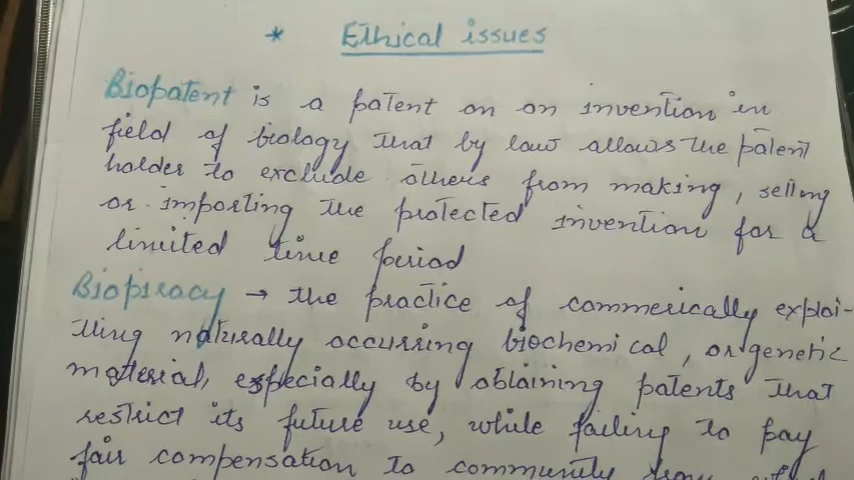 * Ethical issues
Biopatent is a patent on on invention in
field of biology that by law allows the patent
holder to exclude others from making, selling
or importing the protected invention for a
limited time period
Biopiracy → the practice of commerically exploi-
ting naturally occurring biochemical, or genetic
material, especially by obtaining patents that
restrict its future use, while failing to pay
fair compensation to community from